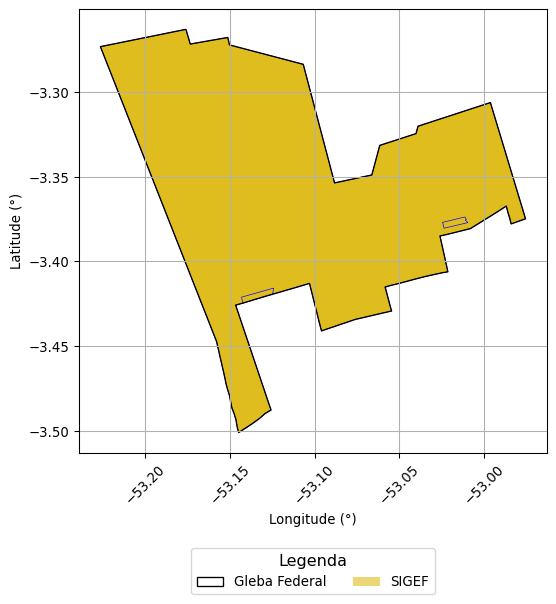 −3.30
−3.35
−3.40
−3.45
−3.50
Latitude (°)
−53.20
−53.15
−53.10
−53.05
−53.00
Longitude (°)
Legenda
Gleba Federal SIGEF